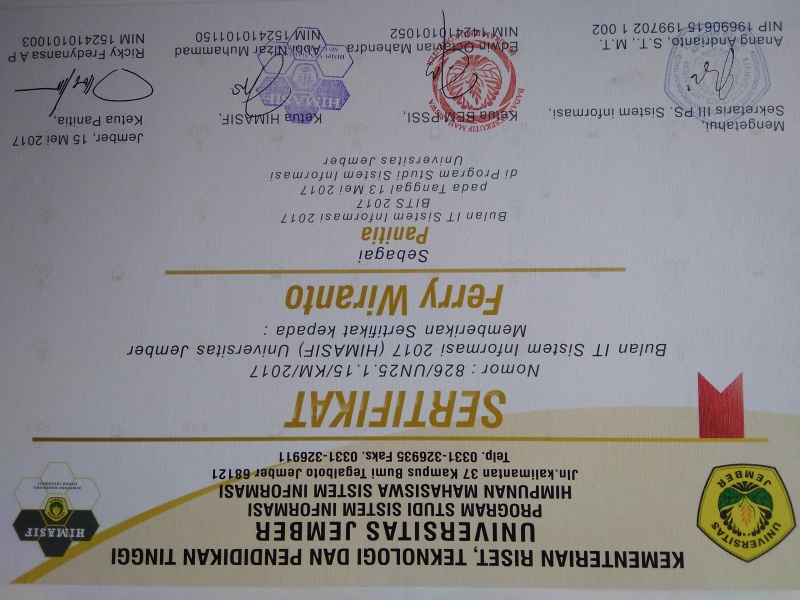 KEMENTERIAN RISET, TEKNOLOGI DAN PENDIDIKAN TINGGI
UNIVERSITAS JEMBER
PROGRAM STUDI SISTEM INFORMASI
HIMPUNAN MAHASISWA SISTEM INFORMASI
Jln.kalimantan 37 Kampus Bumi Tegalboto Jember 68121
Telp. 0331-326935 Faks. 0331-326911
UNIVERSITAS
JEMBER
HIMASIF
SERTIFIKAT
Nomor : 826/UN25.1.15/KM/2017
Bulan IT Sistem Informasi 2017 (HIMASIF) Universitas Jember
Memberikan Sertifikat kepada :
Ferry Wiranto
Sebagai
Panitia
Bulan IT Sistem Informasi 2017
BITS 2017
pada Tanggal 13 Mei 2017
di Program Studi Sistem Informasi
Universitas Jember
Mengetahui,
Sekretaris III PS. Sistem informasi,
Anang Andrianto, S.T., M.T.
NIP 19690615 199702 1 002
Ketua BEM PSSI,
Edwin Octavian Mahendra
NIM 142410101052
Ketua HIMASIF,
HIMASIF
Abbi Nizar Muhammad
NIM 152410101150
Jember, 15 Mei 2017
Ketua Panitia,
Ricky Fredynansa A P
NIM 152410101003